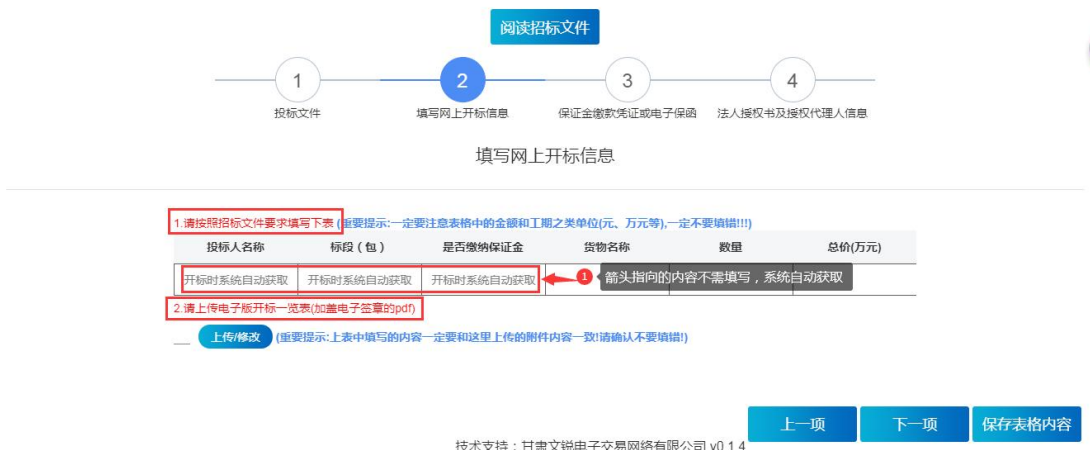 阅读招标文件
1 2 3 4
投标文件 填写网上开标信息 保证金缴款凭证或电子保函 法人授权书及授权代理人信息
填写网上开标信息
1.请按照招标文件要求填写下表 (重要提示:一定要注意表格中的金额和工期之类单位(元、万元等),一定不要填错!!!)
投标人名称 标段（包） 是否缴纳保证金 货物名称 数量 总价(万元)
开标时系统自动获取 开标时系统自动获取 开标时系统自动获取 1 箭头指向的内容不需填写，系统自动获取
2.请上传电子版开标一览表(加盖电子签章的pdf)
上传/修改 (重要提示:上表中填写的内容一定要和这里上传的附件内容一致!请确认不要填错!)
上一项 下一项 保存表格内容
技术支持：甘肃文锐电子交易网络有限公司 v0.1.4